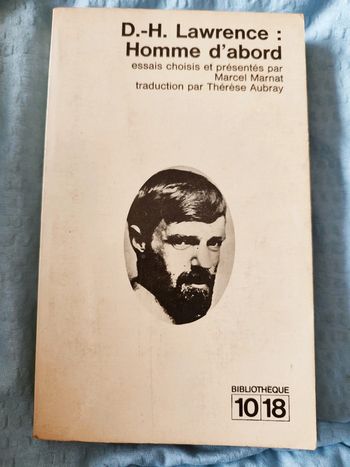 D.-H. Lawrence :
Homme d'abord
essais choisis et présentés par
Marcel Marnat
traduction par Thérèse Aubray
BIBLIOTHÈQUE
10 18